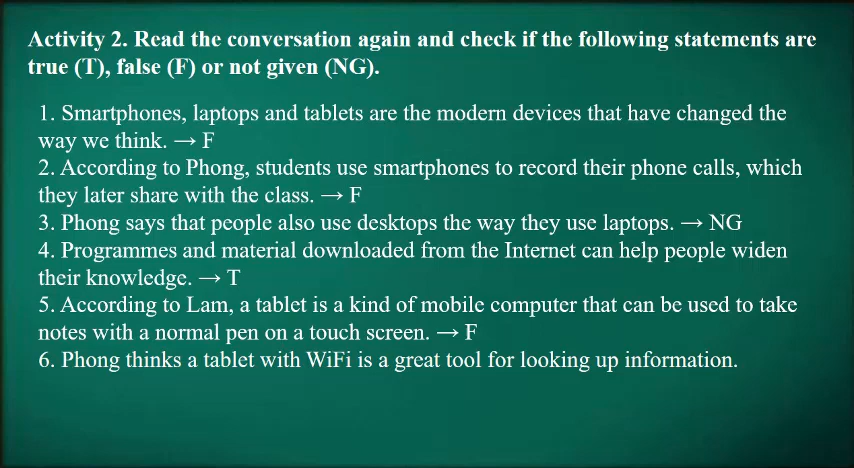 Activity 2. Read the conversation again and check if the following statements are
true (T), false (F) or not given (NG).
1. Smartphones, laptops and tablets are the modern devices that have changed the
way we think. → F
2. According to Phong, students use smartphones to record their phone calls, which
they later share with the class. → F
3. Phong says that people also use desktops the way they use laptops. → NG
4. Programmes and material downloaded from the Internet can help people widen
their knowledge. → T
5. According to Lam, a tablet is a kind of mobile computer that can be used to take
notes with a normal pen on a touch screen. → F
6. Phong thinks a tablet with WiFi is a great tool for looking up information.